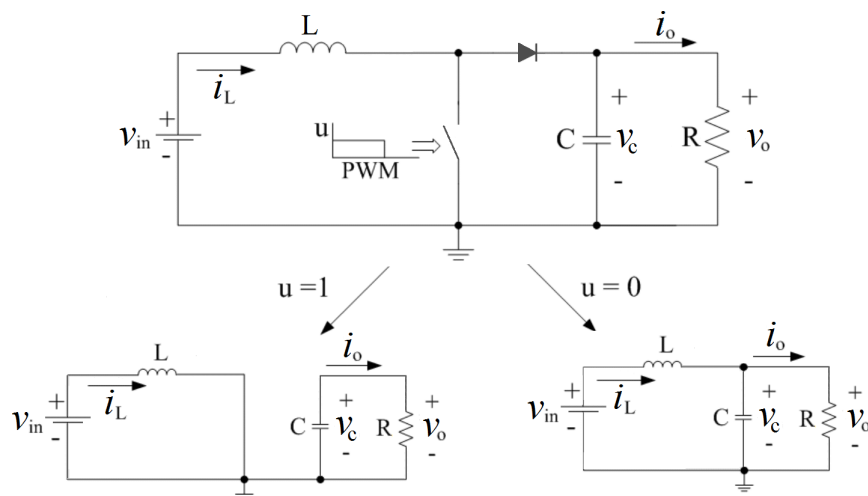 L
i_o
i_L
v_in
+
-
u
PWM
C
+
v_c
-
R
+
v_o
-
u =1
u = 0
L
i_o
i_L
v_in
+
-
C
+
v_c
-
R
+
v_o
-
L
i_o
i_L
v_in
+
-
C
+
v_c
-
R
+
v_o
-